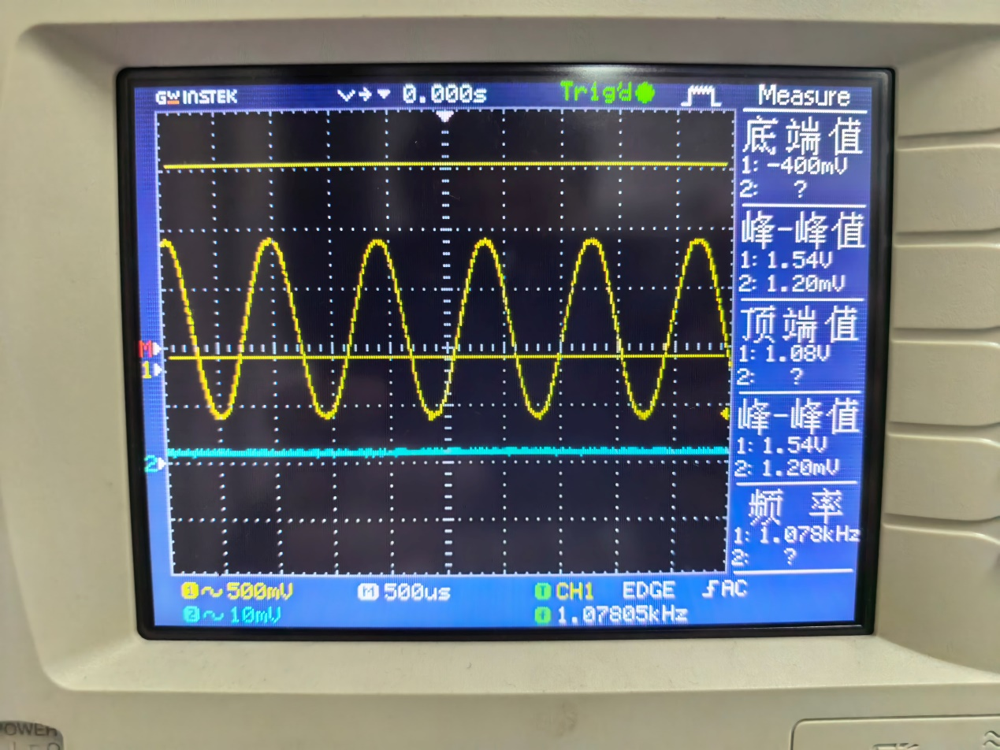 GWINSTEK 0.000s Trig'd Measure
底端值
1: -400mV
2: ?
峰-峰值
1: 1.54V
2: 1.20mV
顶端值
1: 1.08V
2: ?
峰-峰值
1: 1.54V
2: 1.20mV
频率
1: 1.078kHz
2: ?
M
1
2
1 500mV M 500us T CH1 EDGE AC
2 10mV f 1.07805kHz
POWER